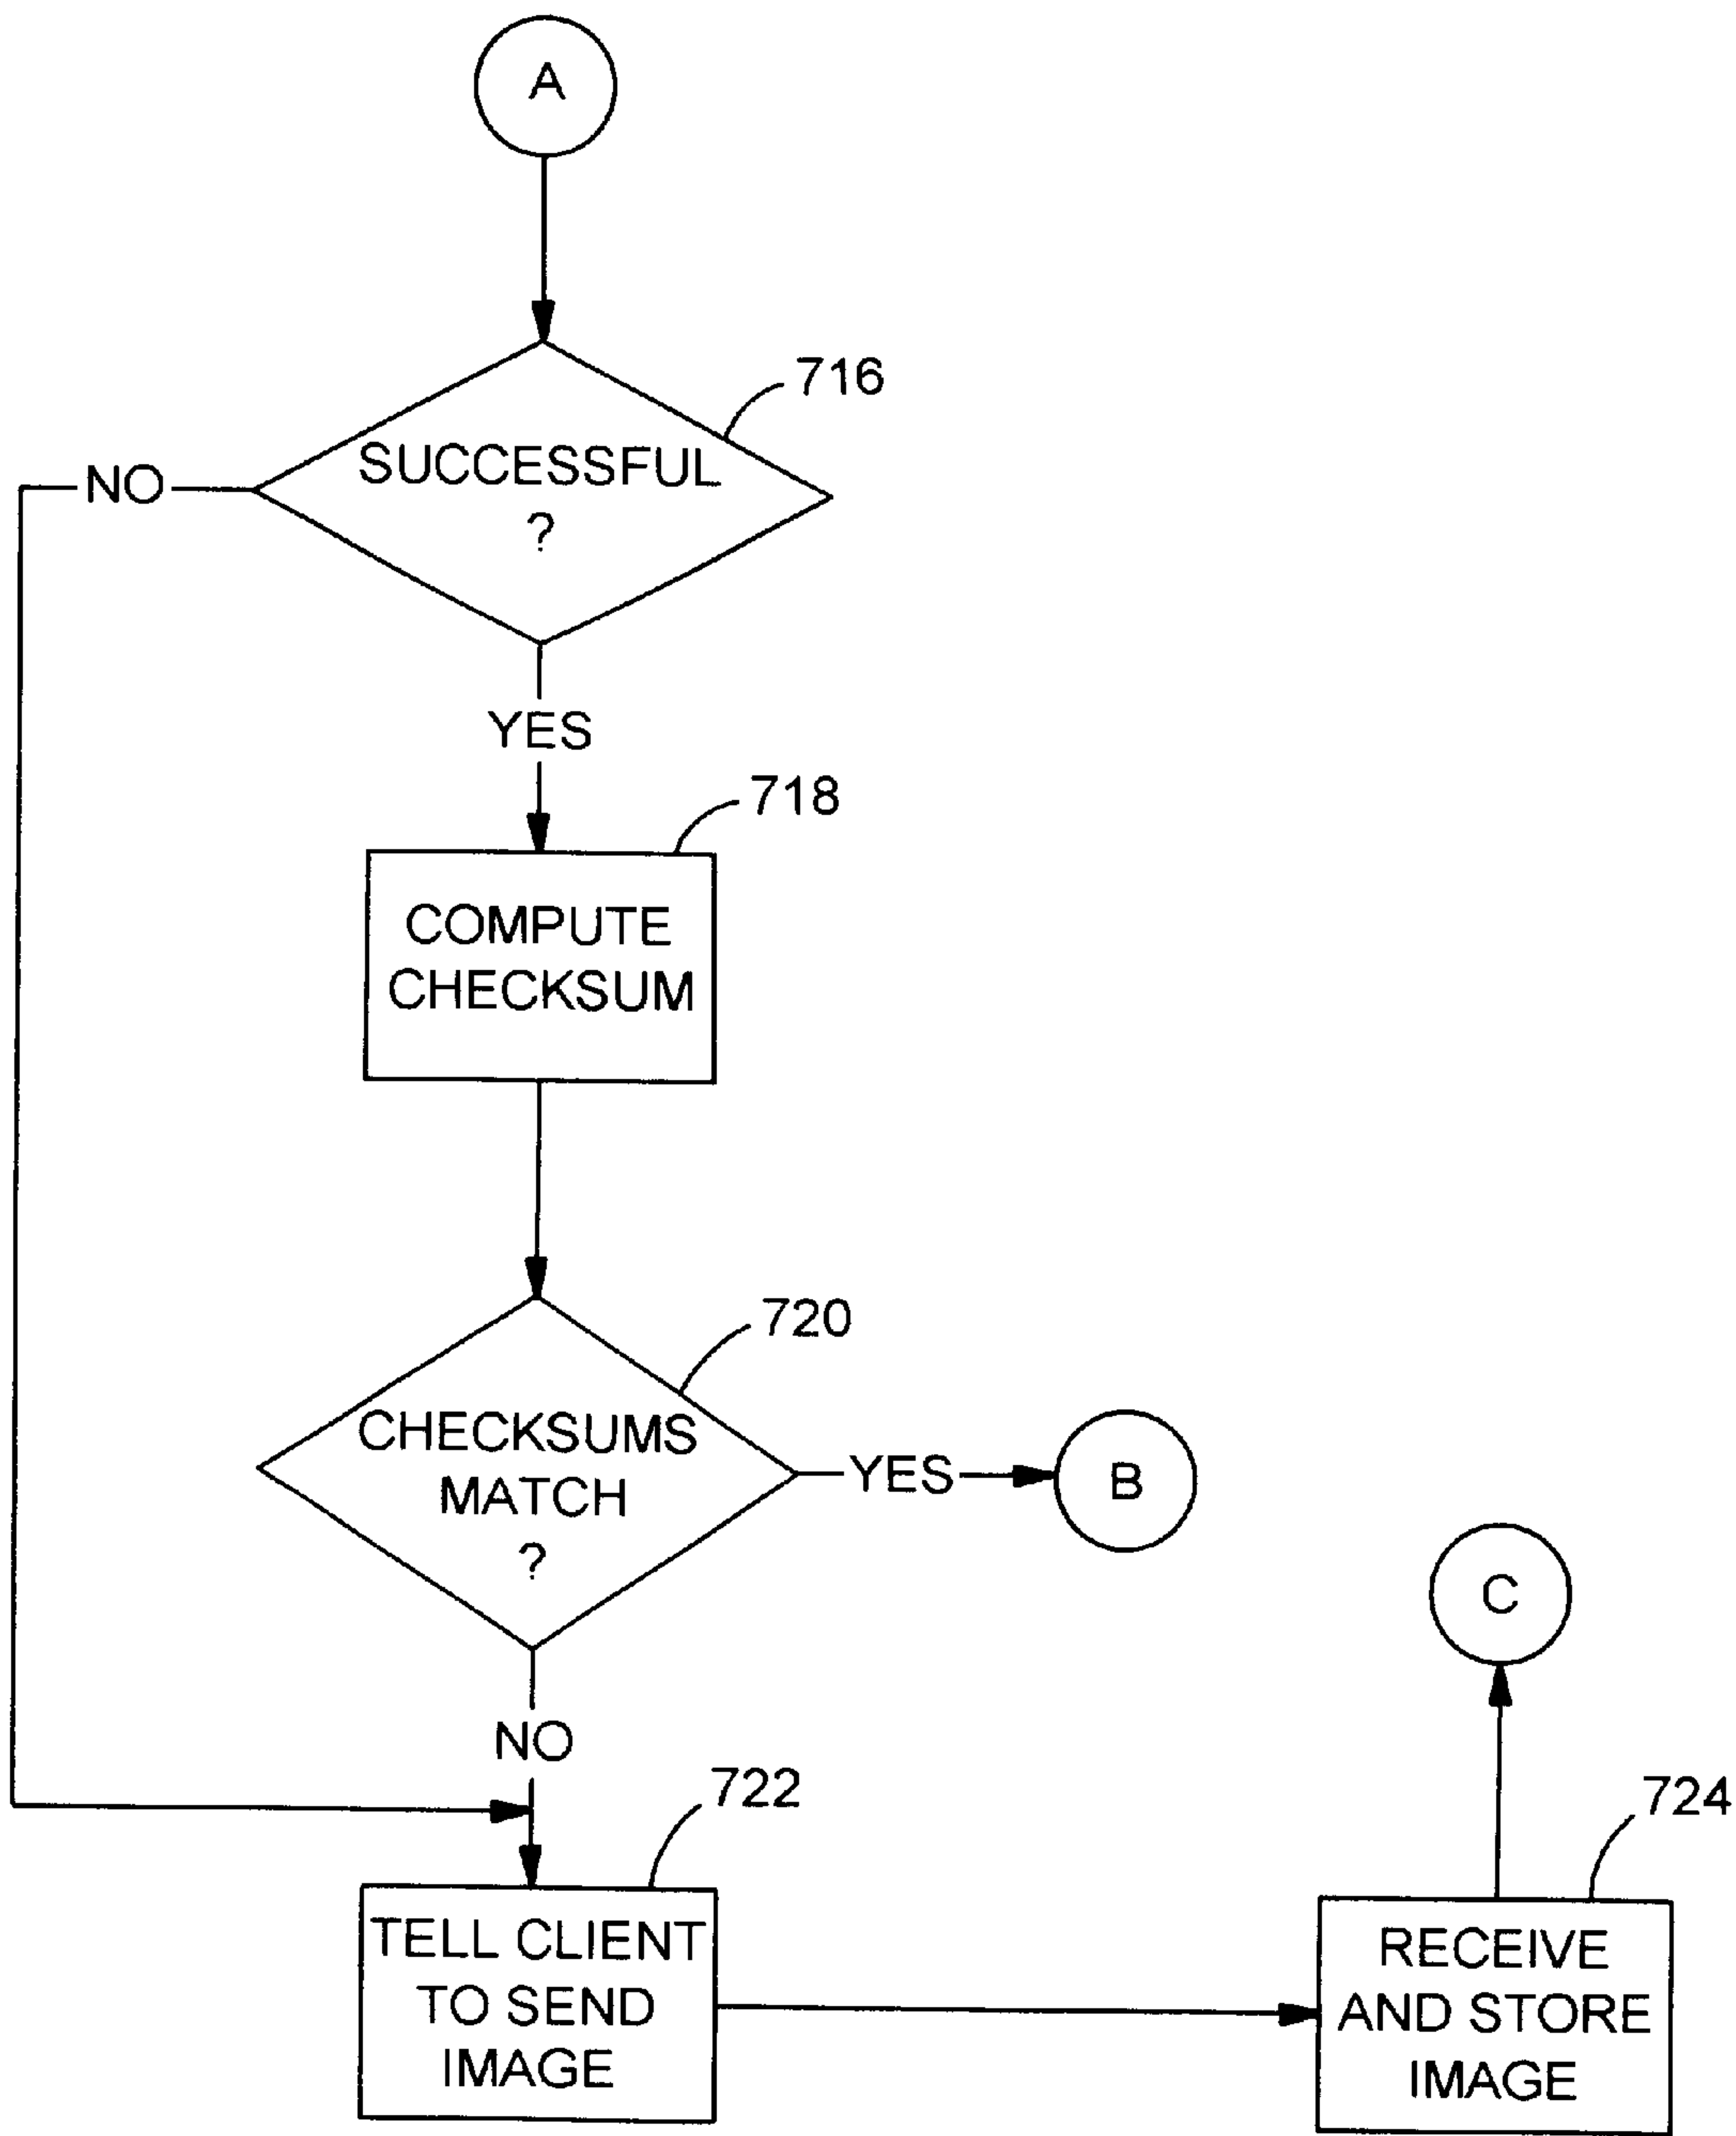 A
716
SUCCESSFUL
?
NO
YES
718
COMPUTE
CHECKSUM
720
CHECKSUMS
MATCH
?
YES
B
C
NO
722
724
TELL CLIENT
TO SEND
IMAGE
RECEIVE
AND STORE
IMAGE